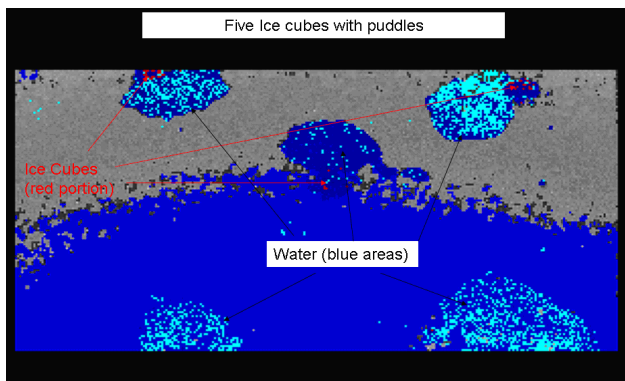 Five Ice cubes with puddles
Ice Cubes
(red portion)
Water (blue areas)